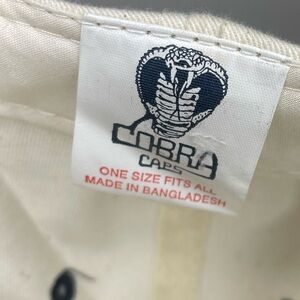 COBRA
CAPS
ONE SIZE FITS ALL
MADE IN BANGLADESH